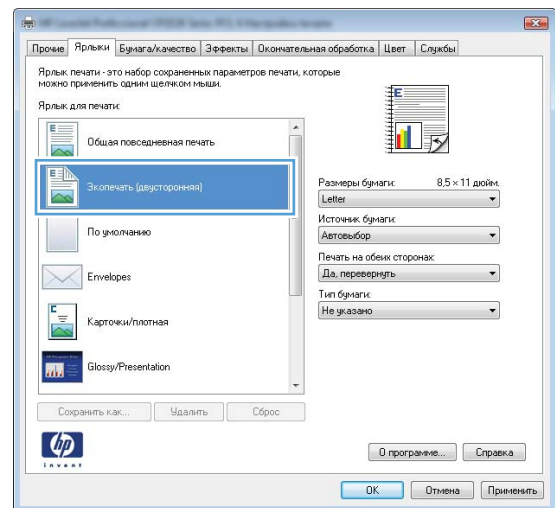 Прочие Ярлыки Бумага/качество Эффекты Окончательная обработка Цвет Службы
Ярлык печати - это набор сохраненных параметров печати, которые
можно применить одним щелчком мыши.
Ярлык для печати:
Общая повседневная печать
Экопечать (двусторонняя)
По умолчанию
Envelopes
Карточки/плотная
Glossy/Presentation
Сохранить как... Удалить Сброс
Размеры бумаги: 8,5 × 11 дюйм.
Letter
Источник бумаги:
Автовыбор
Печать на обеих сторонах:
Да, перевернуть
Тип бумаги:
Не указано
hp
invent
О программе... Справка
OK Отмена Применить